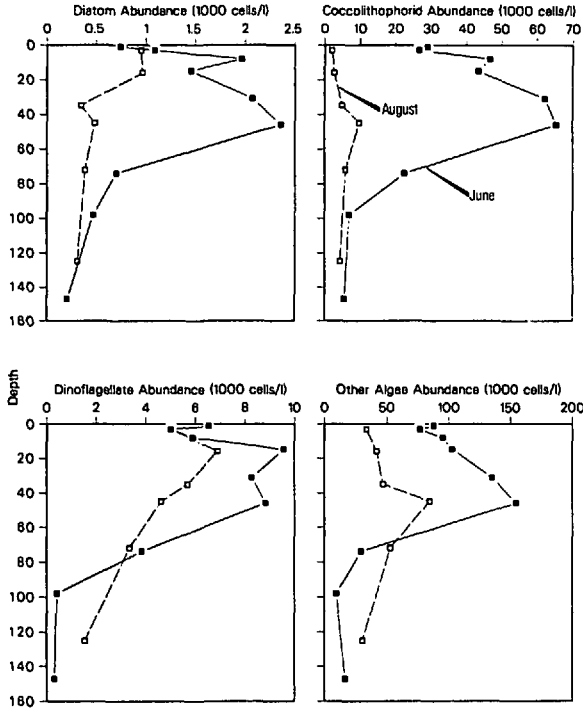 Diatom Abundance (1000 cells/l)
0 0.5 1 1.5 2 2.5
Coccolithophorid Abundance (1000 cells/l)
0 10 20 30 40 50 60 70
0
20
40
60
80
100
120
140
160
August
June
Depth
Dinoflagellate Abundance (1000 cells/l)
0 2 4 6 8 10
Other Algae Abundance (1000 cells/l)
0 50 100 150 200
0
20
40
60
80
100
120
140
160